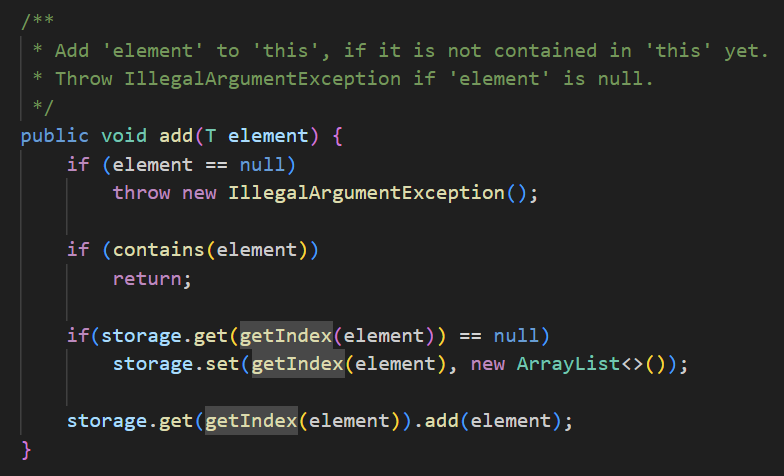 /**
 * Add 'element' to 'this', if it is not contained in 'this' yet.
 * Throw IllegalArgumentException if 'element' is null.
 */
public void add(T element) {
    if (element == null)
        throw new IllegalArgumentException();

    if (contains(element))
        return;

    if(storage.get(getIndex(element)) == null)
        storage.set(getIndex(element), new ArrayList<>());

    storage.get(getIndex(element)).add(element);
}